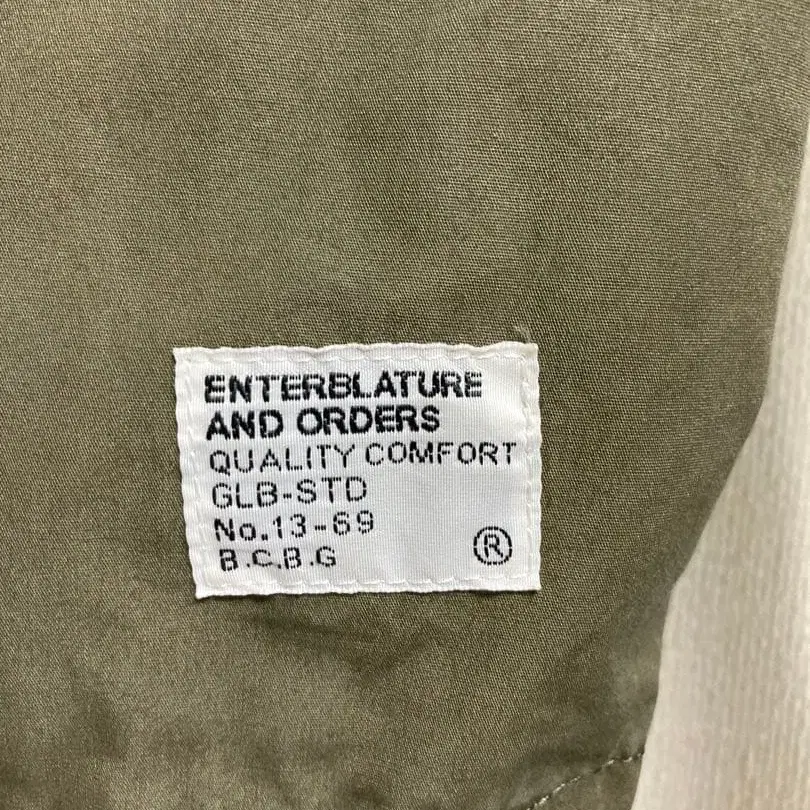 ENTERBLATURE
AND ORDERS
QUALITY COMFORT
GLB-STD
No.13-69
B.C.B.G ®